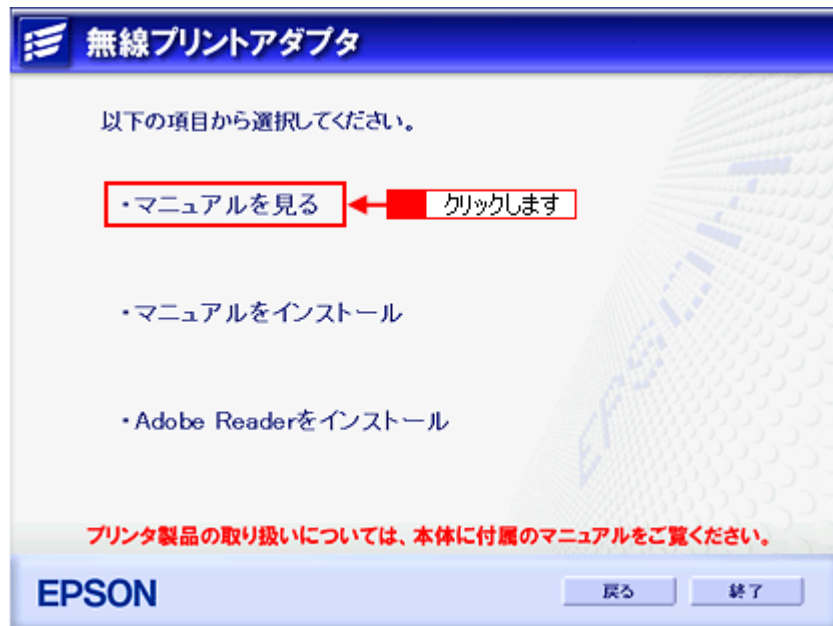 無線プリントアダプタ
以下の項目から選択してください。
・マニュアルを見る
クリックします
・マニュアルをインストール
・Adobe Readerをインストール
プリンタ製品の取り扱いについては、本体に付属のマニュアルをご覧ください。
EPSON
戻る
終了
EPSON